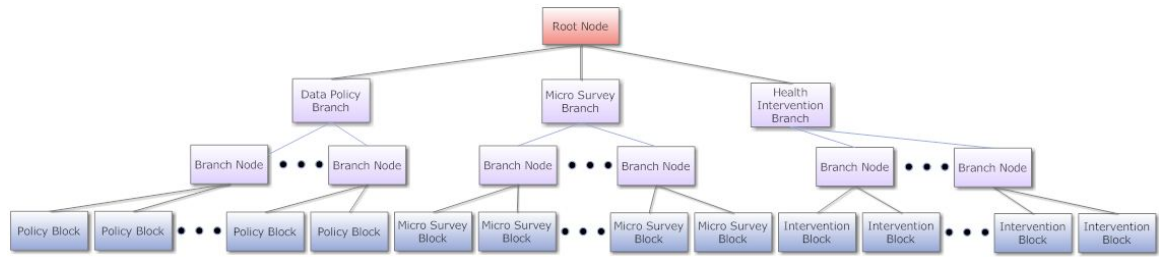 Root Node
Data Policy
Branch
Micro Survey
Branch
Health
Intervention
Branch
Branch Node
Branch Node
Branch Node
Branch Node
Branch Node
Branch Node
Policy Block
Policy Block
Policy Block
Policy Block
Micro Survey
Block
Micro Survey
Block
Micro Survey
Block
Micro Survey
Block
Intervention
Block
Intervention
Block
Intervention
Block
Intervention
Block